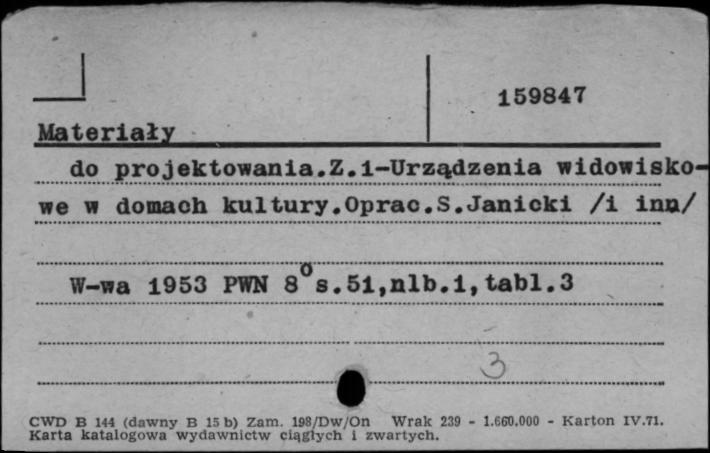 159847
Materiały
do projektowania.Z.1-Urządzenia widowisko-
we w domach kultury.Oprac.S.Janicki /i inn/
W-wa 1953 PWN 8° s.51,nlb.1,tabl.3
3
CWD B 144 (dawny B 15 b) Zam. 198/Dw/On Wrak 239 - 1.660.000 - Karton IV.71.
Karta katalogowa wydawnictw ciągłych i zwartych.